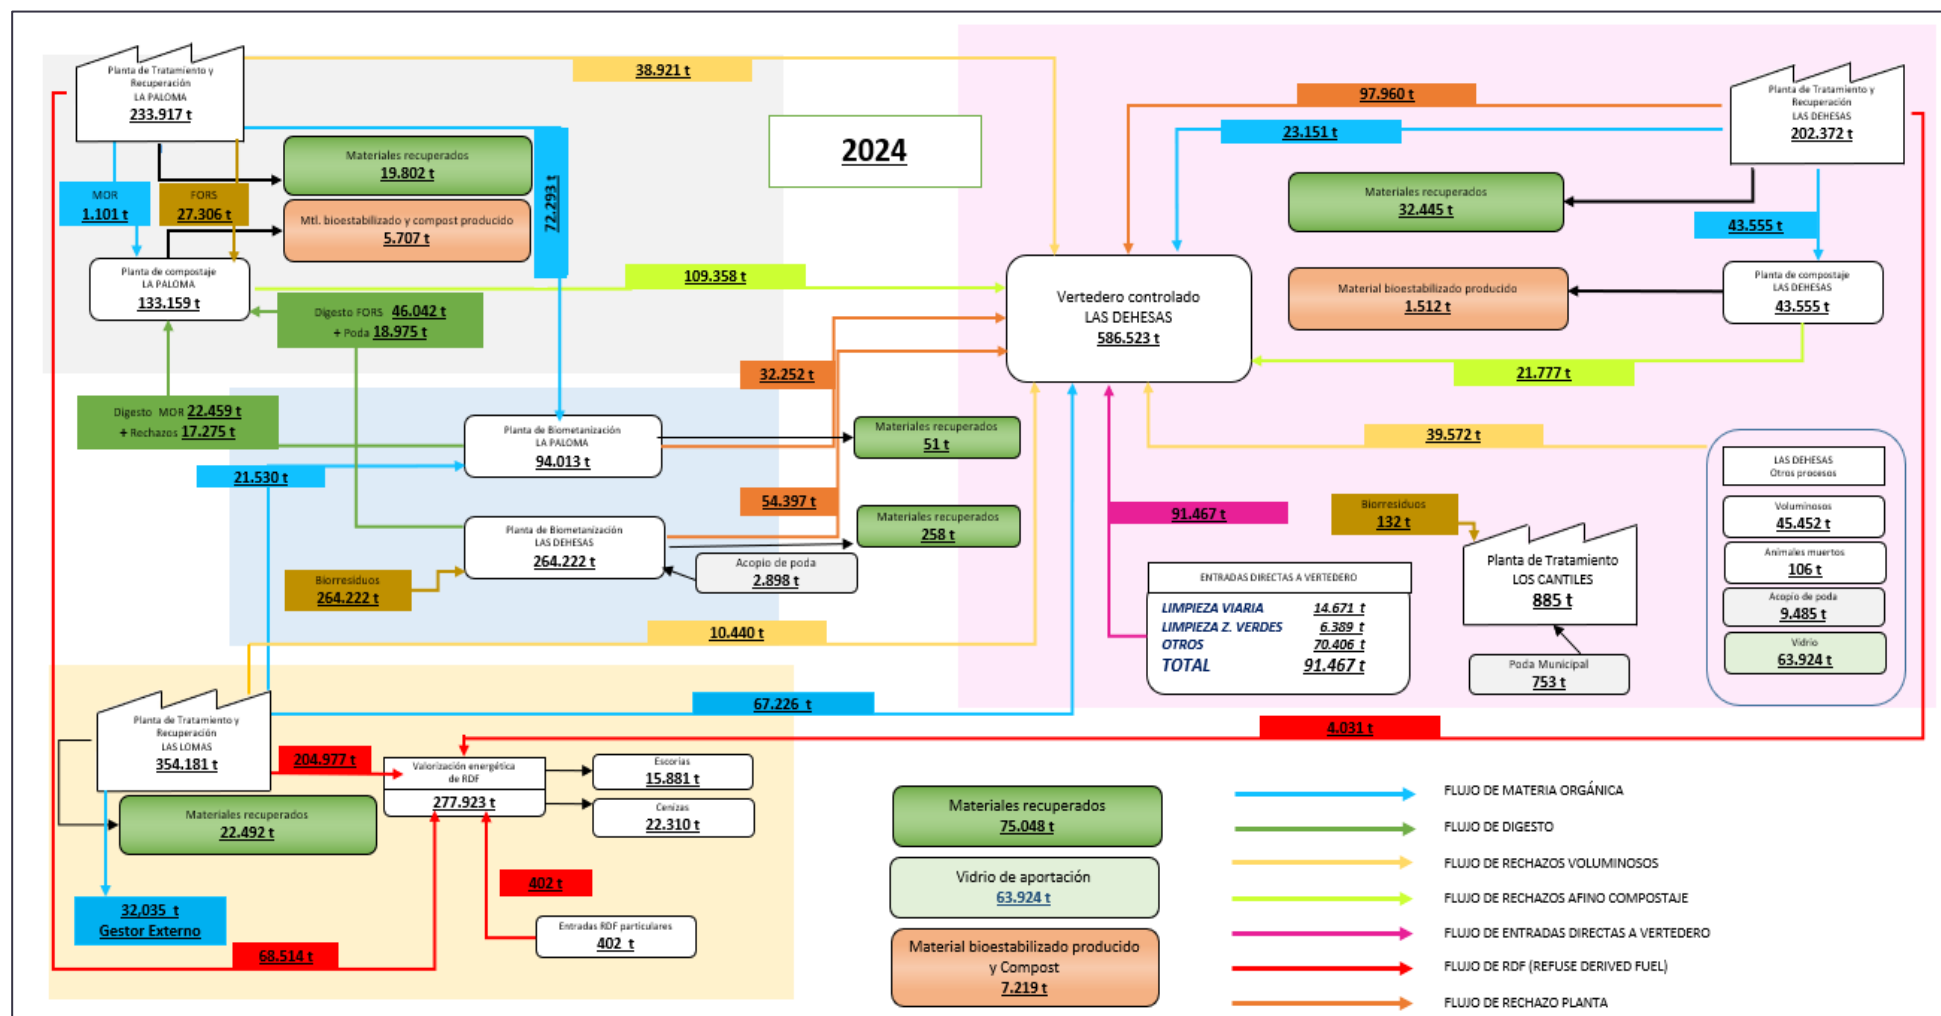 Planta de Tratamiento y
Recuperación
LA PALOMA
233.917 t
38.921 t
2024
97.960 t
23.151 t
Planta de Tratamiento y
Recuperación
LAS DEHESAS
202.372 t
Materiales recuperados
19.802 t
MOR
1.101 t
FORS
27.306 t
Mtl. bioestabilizado y compost producido
5.707 t
72.293 t
Materiales recuperados
32.445 t
43.555 t
Planta de compostaje
LA PALOMA
133.159 t
109.358 t
Vertedero controlado
LAS DEHESAS
586.523 t
Material bioestabilizado producido
1.512 t
Planta de compostaje
LAS DEHESAS
43.555 t
Digesto FORS 46.042 t
+ Poda 18.975 t
32.252 t
21.777 t
Digesto MOR 22.459 t
+ Rechazos 17.275 t
Planta de Biometanización
LA PALOMA
94.013 t
Materiales recuperados
51 t
39.572 t
21.530 t
54.397 t
Planta de Biometanización
LAS DEHESAS
264.222 t
Materiales recuperados
258 t
Acopio de poda
2.898 t
Biorresiduos
264.222 t
91.467 t
Biorresiduos
132 t
Planta de Tratamiento
LOS CANTILES
885 t
Poda Municipal
753 t
LAS DEHESAS
Otros procesos
Voluminosos
45.452 t
Animales muertos
106 t
Acopio de poda
9.485 t
Vidrio
63.924 t
ENTRADAS DIRECTAS A VERTEDERO
LIMPIEZA VIARIA 14.671 t
LIMPIEZA Z. VERDES 6.389 t
OTROS 70.406 t
TOTAL 91.467 t
10.440 t
67.226 t
4.031 t
Planta de Tratamiento y
Recuperación
LAS LOMAS
354.181 t
204.977 t
Valorización energética
de RDF
277.923 t
Escorias
15.881 t
Cenizas
22.310 t
Materiales recuperados
22.492 t
32,035 t
Gestor Externo
402 t
Entradas RDF particulares
402 t
68.514 t
Materiales recuperados
75.048 t
Vidrio de aportación
63.924 t
Material bioestabilizado producido
y Compost
7.219 t
FLUJO DE MATERIA ORGÁNICA
FLUJO DE DIGESTO
FLUJO DE RECHAZOS VOLUMINOSOS
FLUJO DE RECHAZOS AFINO COMPOSTAJE
FLUJO DE ENTRADAS DIRECTAS A VERTEDERO
FLUJO DE RDF (REFUSE DERIVED FUEL)
FLUJO DE RECHAZO PLANTA